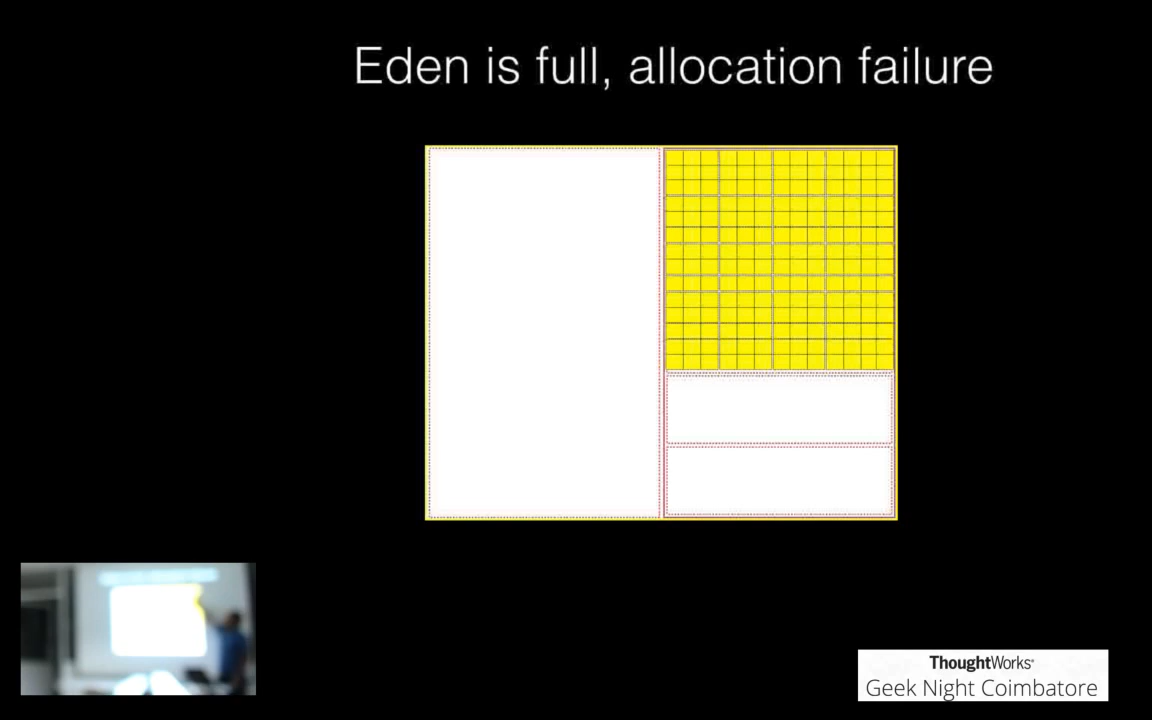 Eden is full, allocation failure
ThoughtWorks®
Geek Night Coimbatore